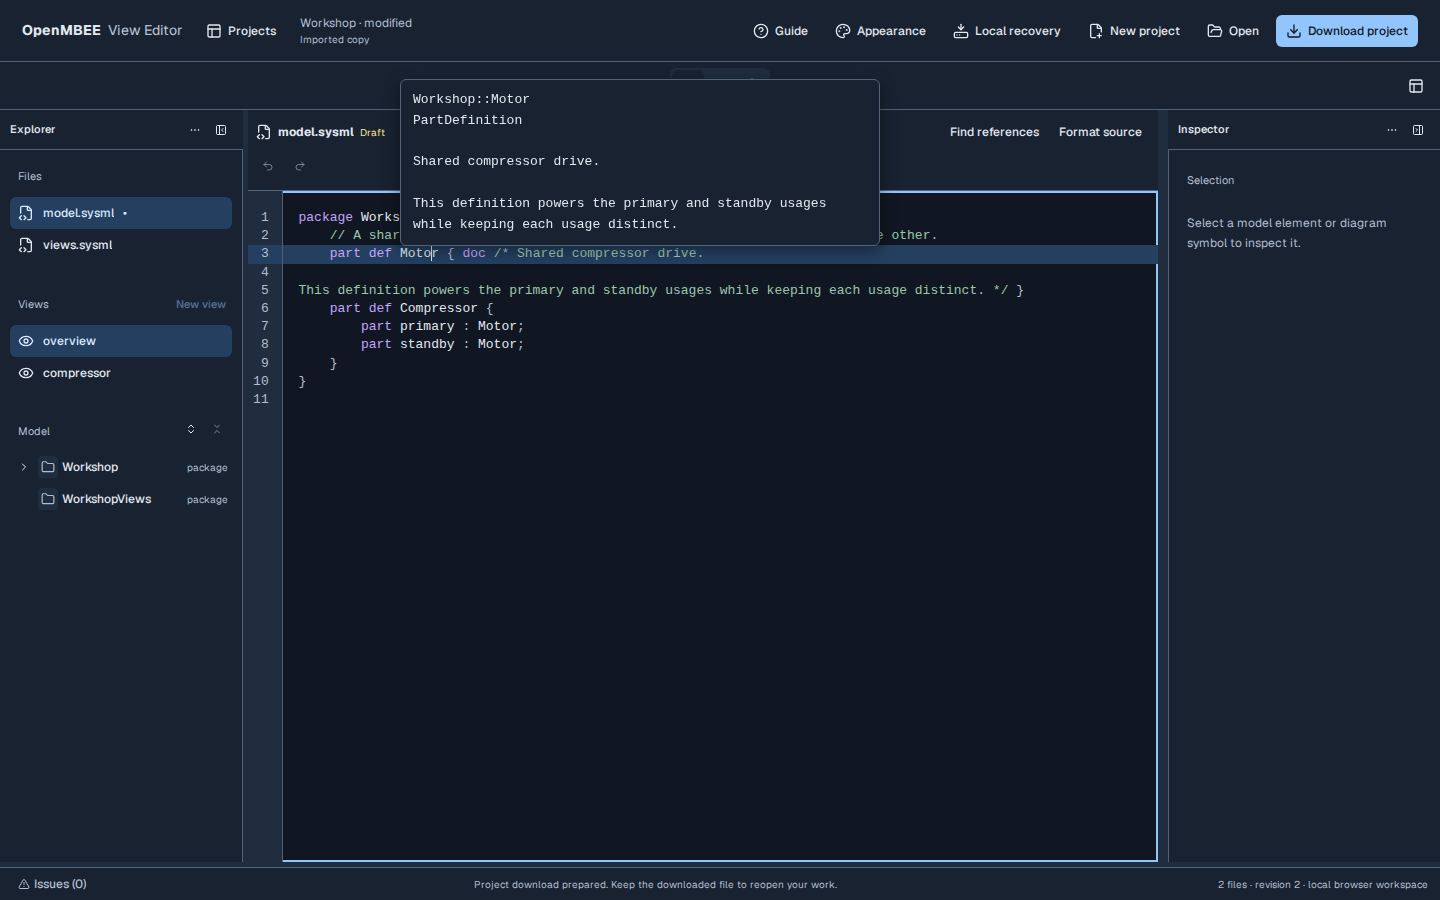 OpenMBEE View Editor
Projects
Workshop · modified
Imported copy
Guide
Appearance
Local recovery
New project
Open
Download project
Explorer
Files
model.sysml •
views.sysml
Views
New view
overview
compressor
Model
Workshop
package
WorkshopViews
package
model.sysml Draft
Find references
Format source
Workshop::Motor
PartDefinition
Shared compressor drive.
This definition powers the primary and standby usages
while keeping each usage distinct.
1 package Works
2 // A shar other.
3 part def Motor { doc /* Shared compressor drive.
4
5 This definition powers the primary and standby usages while keeping each usage distinct. */ }
6 part def Compressor {
7 part primary : Motor;
8 part standby : Motor;
9 }
10 }
11
Inspector
Selection
Select a model element or diagram
symbol to inspect it.
Issues (0)
Project download prepared. Keep the downloaded file to reopen your work.
2 files · revision 2 · local browser workspace